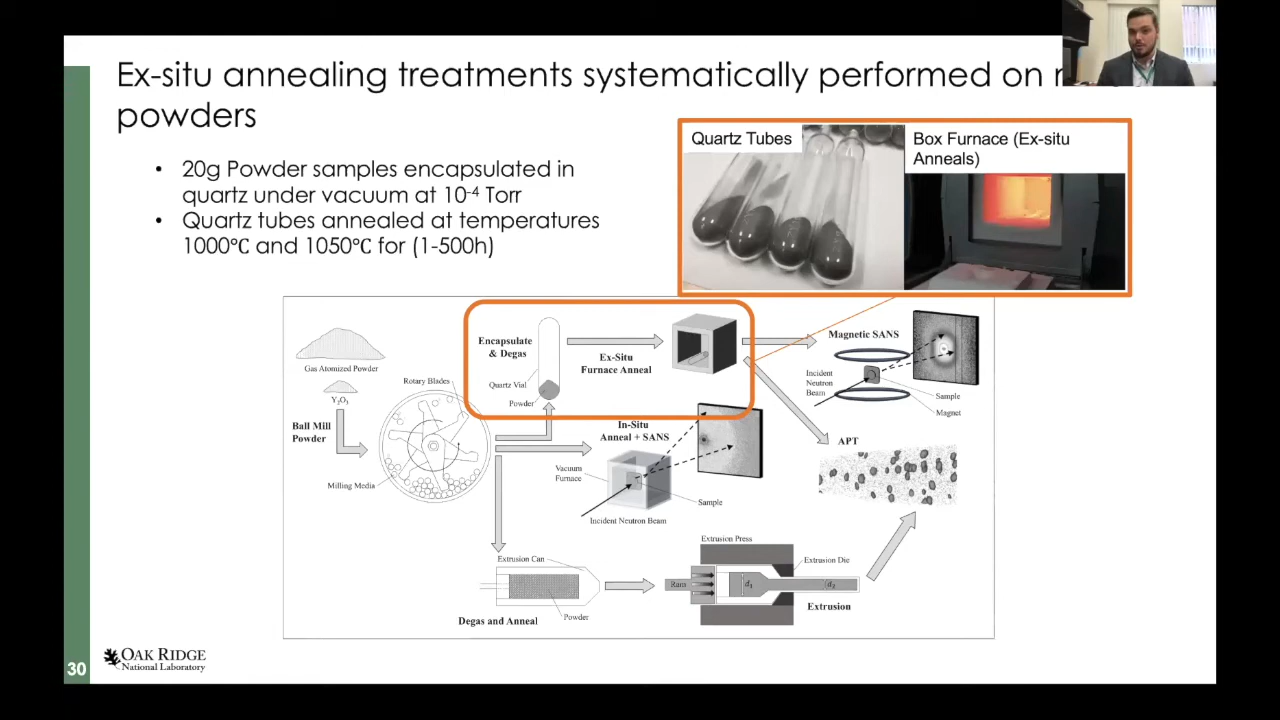 Ex-situ annealing treatments systematically performed on
powders
• 20g Powder samples encapsulated in
quartz under vacuum at 10-4 Torr
• Quartz tubes annealed at temperatures
1000℃ and 1050℃ for (1-500h)
Quartz Tubes
Box Furnace (Ex-situ
Anneals)
Gas Atomized Powder
Y2O3
Ball Mill
Powder
Rotary Blades
Milling Media
Encapsulate
& Degas
Quartz Vial
Powder
Ex-Situ
Furnace Anneal
In-Situ
Anneal + SANS
Vacuum
Furnace
Sample
Incident Neutron Beam
Magnetic SANS
Incident
Neutron
Beam
Sample
Magnet
APT
Extrusion Can
Powder
Degas and Anneal
Extrusion Press
Ram
d1
Extrusion Die
Extrusion
OAK RIDGE
National Laboratory
30